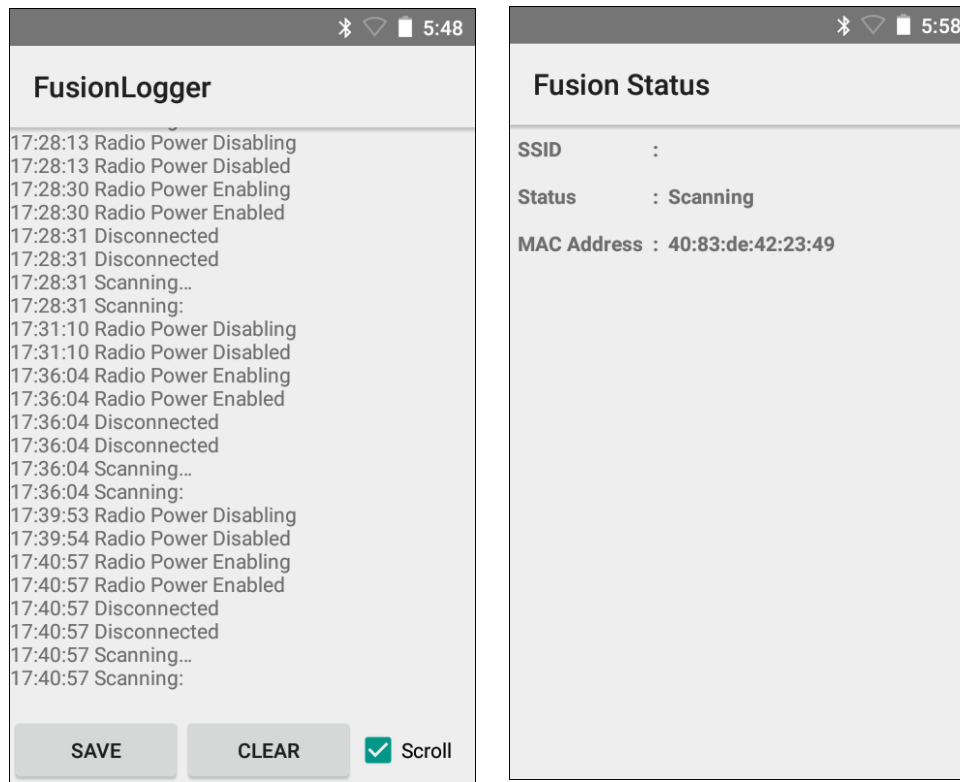 5:48
FusionLogger
17:28:13 Radio Power Disabling
17:28:13 Radio Power Disabled
17:28:30 Radio Power Enabling
17:28:30 Radio Power Enabled
17:28:31 Disconnected
17:28:31 Disconnected
17:28:31 Scanning...
17:28:31 Scanning:
17:31:10 Radio Power Disabling
17:31:10 Radio Power Disabled
17:36:04 Radio Power Enabling
17:36:04 Radio Power Enabled
17:36:04 Disconnected
17:36:04 Disconnected
17:36:04 Scanning...
17:36:04 Scanning:
17:39:53 Radio Power Disabling
17:39:54 Radio Power Disabled
17:40:57 Radio Power Enabling
17:40:57 Radio Power Enabled
17:40:57 Disconnected
17:40:57 Disconnected
17:40:57 Scanning...
17:40:57 Scanning:
SAVE CLEAR Scroll
5:58
Fusion Status
SSID :
Status : Scanning
MAC Address : 40:83:de:42:23:49